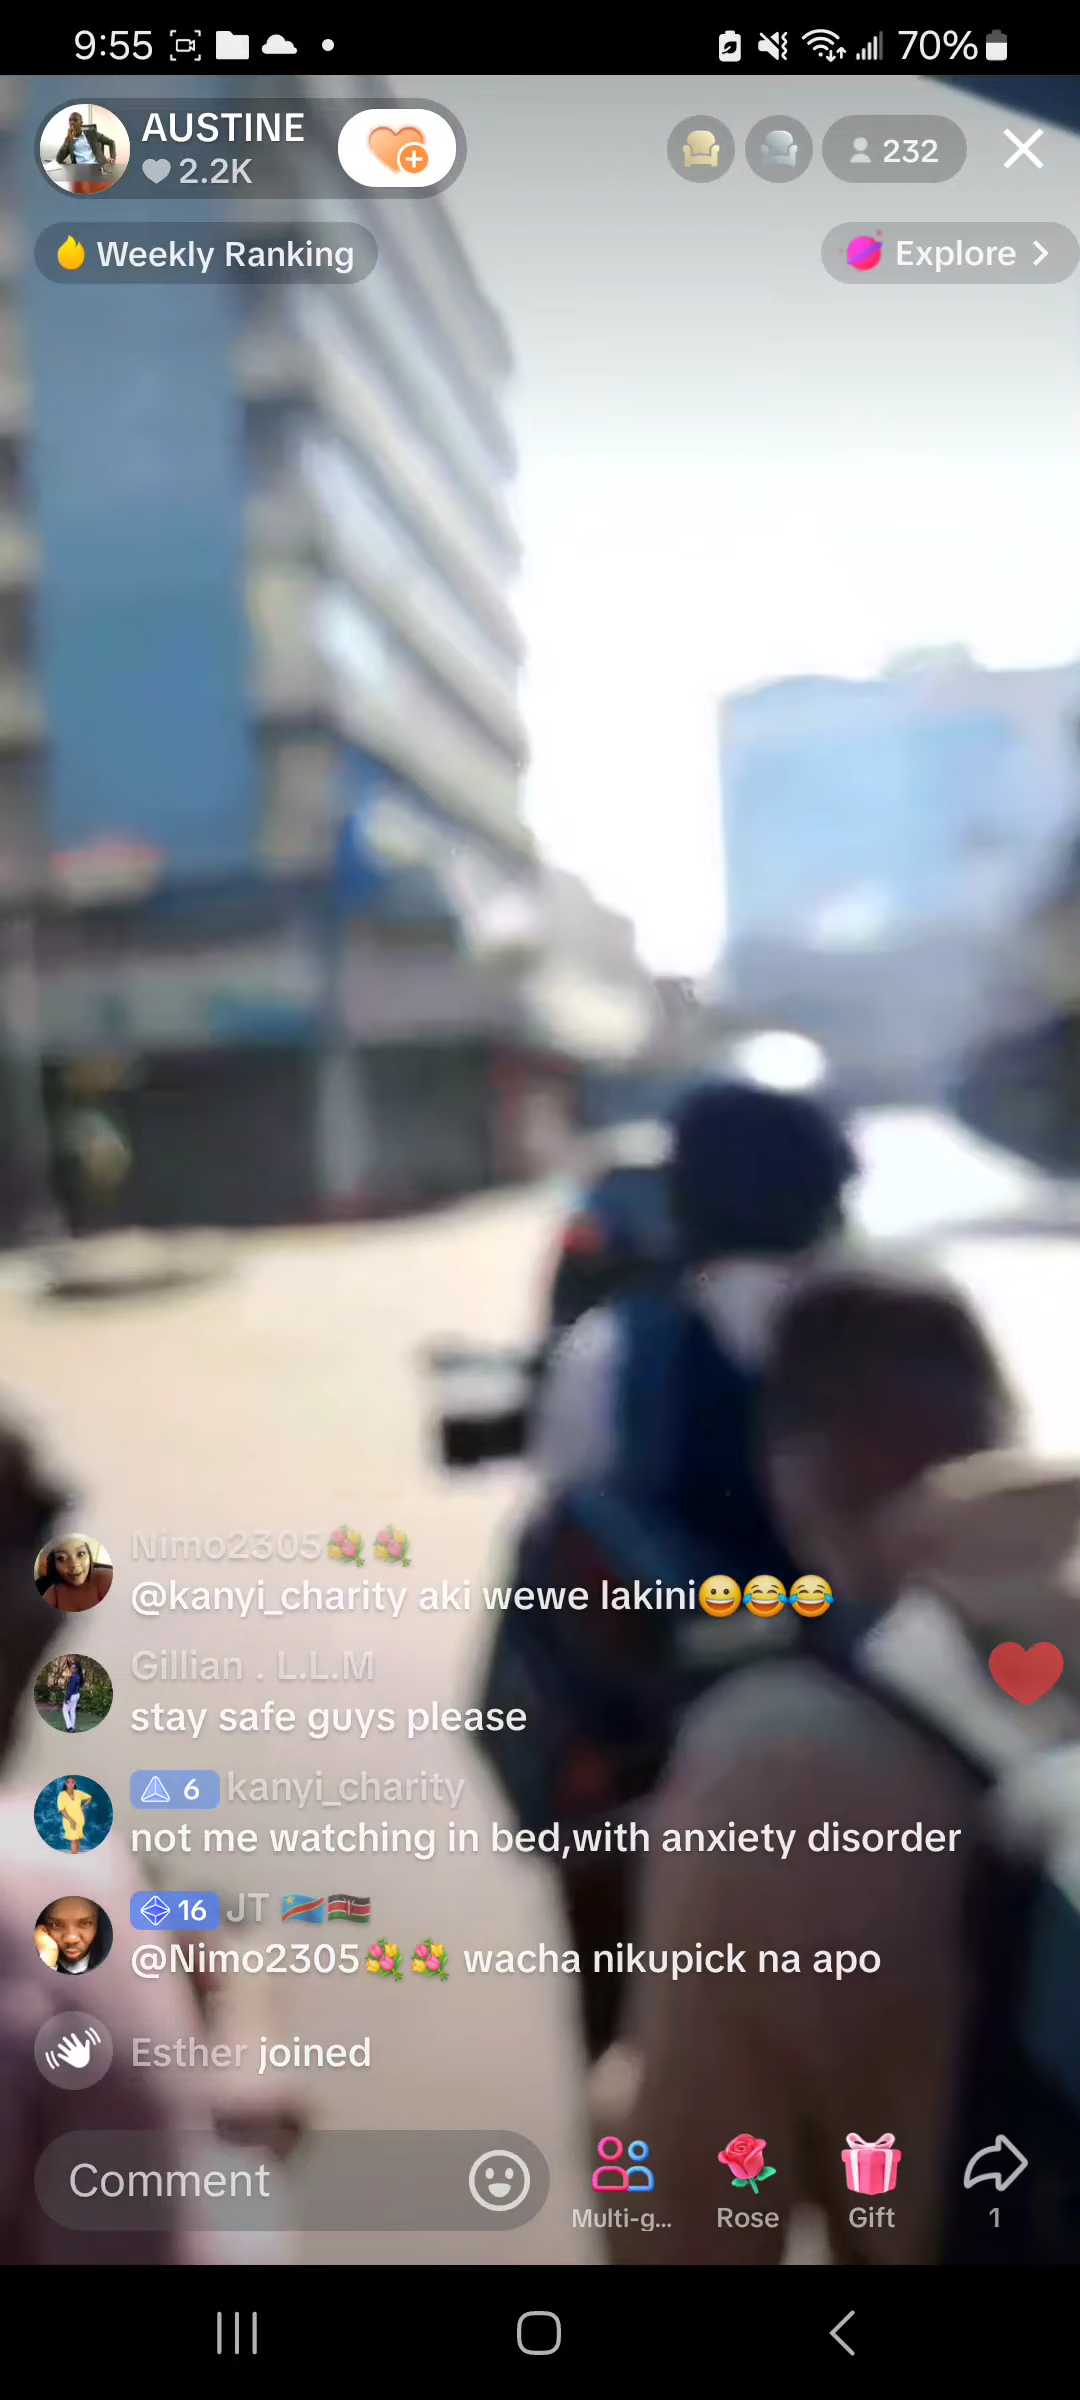 9:55 70%
AUSTINE
2.2K
232
Weekly Ranking
Explore >
Nimo2305💐💐
@kanyi_charity aki wewe lakini😀😂😂
Gillian . L.L.M
stay safe guys please
6 kanyi_charity
not me watching in bed,with anxiety disorder
16 JT 🇨🇩🇰🇪
@Nimo2305💐💐 wacha nikupick na apo
Esther joined
Comment
Multi-g...
Rose
Gift
1